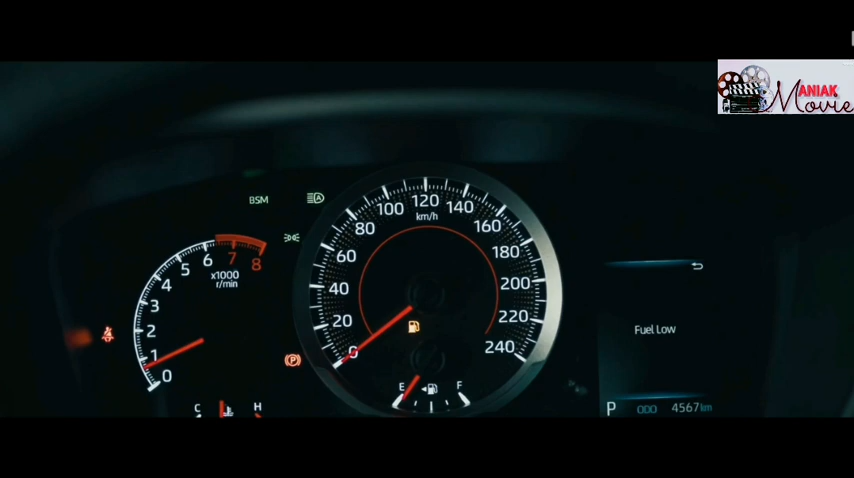 ANIAK
Movie
BSM
100 120 140
km/h
80 160
60 180
40 200
20 220
0 240
5 6 7 8
4
3
2
1
0
x1000
r/min
P
E F
C H
Fuel Low
P 000 4567km